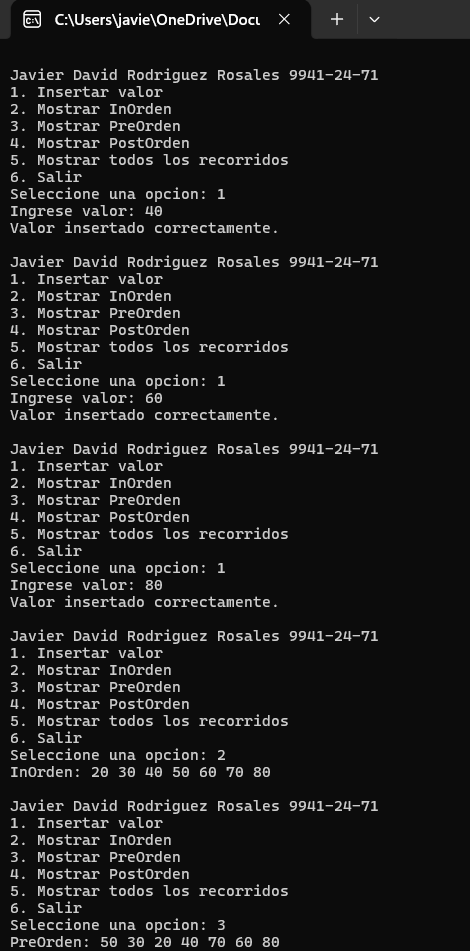 C:\Users\javie\OneDrive\Docu
Javier David Rodriguez Rosales 9941-24-71
1. Insertar valor
2. Mostrar InOrden
3. Mostrar PreOrden
4. Mostrar PostOrden
5. Mostrar todos los recorridos
6. Salir
Seleccione una opcion: 1
Ingrese valor: 40
Valor insertado correctamente.
Javier David Rodriguez Rosales 9941-24-71
1. Insertar valor
2. Mostrar InOrden
3. Mostrar PreOrden
4. Mostrar PostOrden
5. Mostrar todos los recorridos
6. Salir
Seleccione una opcion: 1
Ingrese valor: 60
Valor insertado correctamente.
Javier David Rodriguez Rosales 9941-24-71
1. Insertar valor
2. Mostrar InOrden
3. Mostrar PreOrden
4. Mostrar PostOrden
5. Mostrar todos los recorridos
6. Salir
Seleccione una opcion: 1
Ingrese valor: 80
Valor insertado correctamente.
Javier David Rodriguez Rosales 9941-24-71
1. Insertar valor
2. Mostrar InOrden
3. Mostrar PreOrden
4. Mostrar PostOrden
5. Mostrar todos los recorridos
6. Salir
Seleccione una opcion: 2
InOrden: 20 30 40 50 60 70 80
Javier David Rodriguez Rosales 9941-24-71
1. Insertar valor
2. Mostrar InOrden
3. Mostrar PreOrden
4. Mostrar PostOrden
5. Mostrar todos los recorridos
6. Salir
Seleccione una opcion: 3
PreOrden: 50 30 20 40 70 60 80